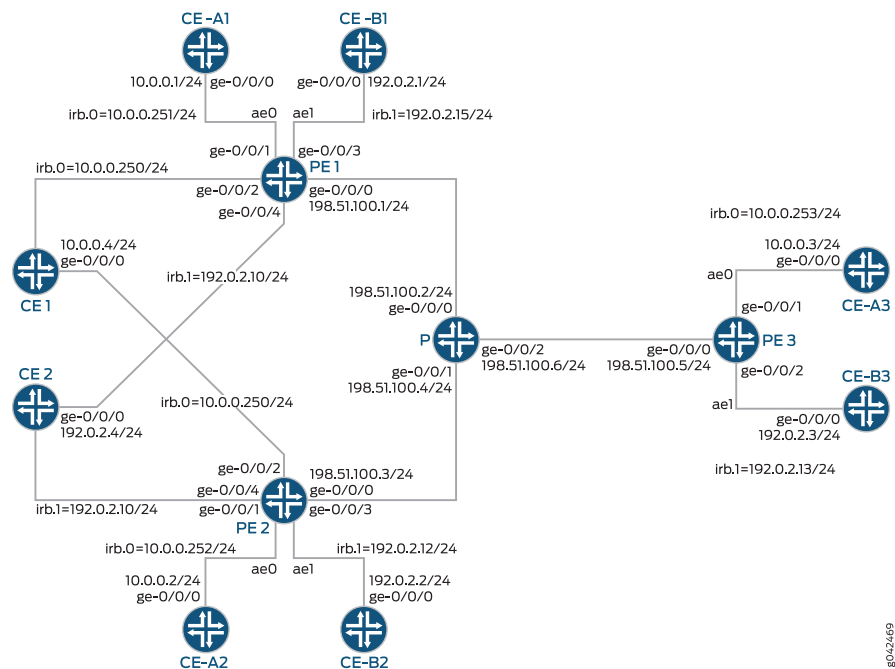 CE -A1
CE -B1
10.0.0.1/24
ge-0/0/0
ge-0/0/0
192.0.2.1/24
irb.0=10.0.0.251/24
ae0
ae1
irb.1=192.0.2.15/24
ge-0/0/1
ge-0/0/3
irb.0=10.0.0.250/24
PE 1
ge-0/0/2
ge-0/0/0
198.51.100.1/24
ge-0/0/4
irb.0=10.0.0.253/24
10.0.0.4/24
ge-0/0/0
10.0.0.3/24
ge-0/0/0
irb.1=192.0.2.10/24
ae0
CE 1
CE-A3
198.51.100.2/24
ge-0/0/0
ge-0/0/1
P
PE 3
ge-0/0/2
198.51.100.6/24
ge-0/0/0
198.51.100.5/24
ge-0/0/1
198.51.100.4/24
ge-0/0/2
CE 2
CE-B3
ge-0/0/0
192.0.2.4/24
irb.0=10.0.0.250/24
ae1
ge-0/0/0
192.0.2.3/24
irb.1=192.0.2.13/24
ge-0/0/2
198.51.100.3/24
ge-0/0/4
ge-0/0/0
irb.1=192.0.2.10/24
ge-0/0/1
ge-0/0/3
PE 2
irb.0=10.0.0.252/24
irb.1=192.0.2.12/24
ae0
ae1
10.0.0.2/24
ge-0/0/0
192.0.2.2/24
ge-0/0/0
CE-A2
CE-B2
g042469